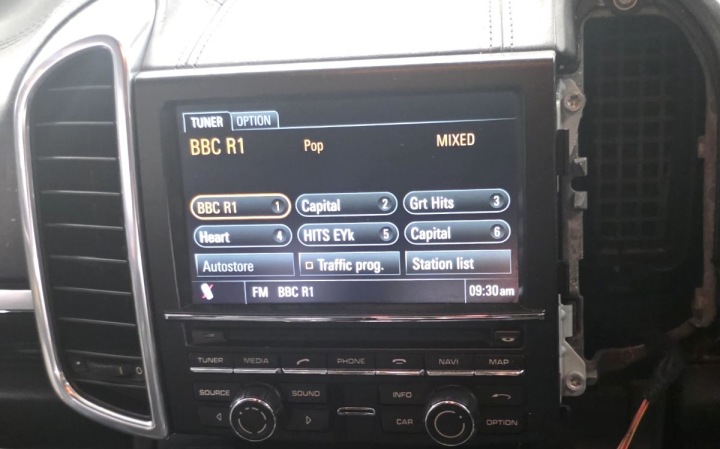 TUNER OPTION
BBC R1 Pop MIXED
BBC R1 1 Capital 2 Grt Hits 3
Heart 4 HITS EYk 5 Capital 6
Autostore Traffic prog. Station list
FM BBC R1 09:30 am
TUNER MEDIA PHONE NAVI MAP
SOURCE SOUND INFO
CAR OPTION